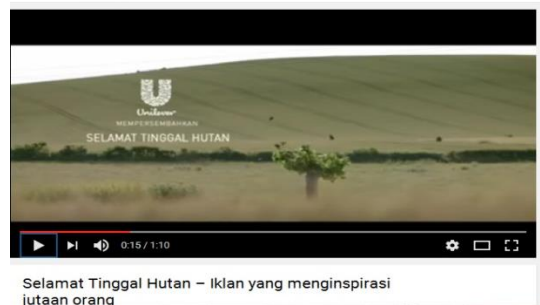 Unilever
MEMPERSEMBAHKAN
SELAMAT TINGGAL HUTAN
0:15 / 1:10
Selamat Tinggal Hutan – Iklan yang menginspirasi
jutaan orang